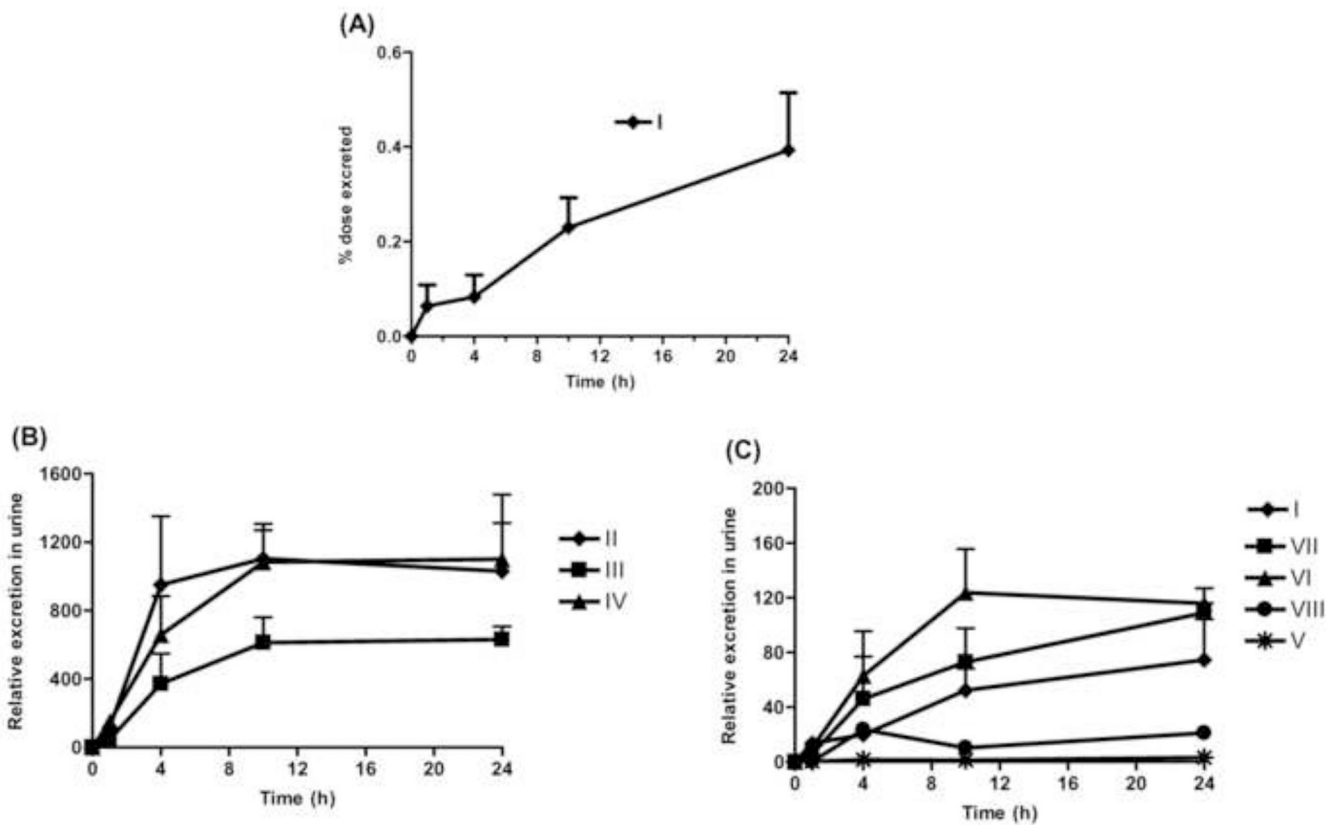 (A)
% dose excreted
0.6
0.4
0.2
0.0
I
0 4 8 12 16 20 24
Time (h)
(B)
Relative excretion in urine
1600
1200
800
400
0
II
III
IV
0 4 8 12 16 20 24
Time (h)
(C)
Relative excretion in urine
200
160
120
80
40
0
I
VII
VI
VIII
V
0 4 8 12 16 20 24
Time (h)